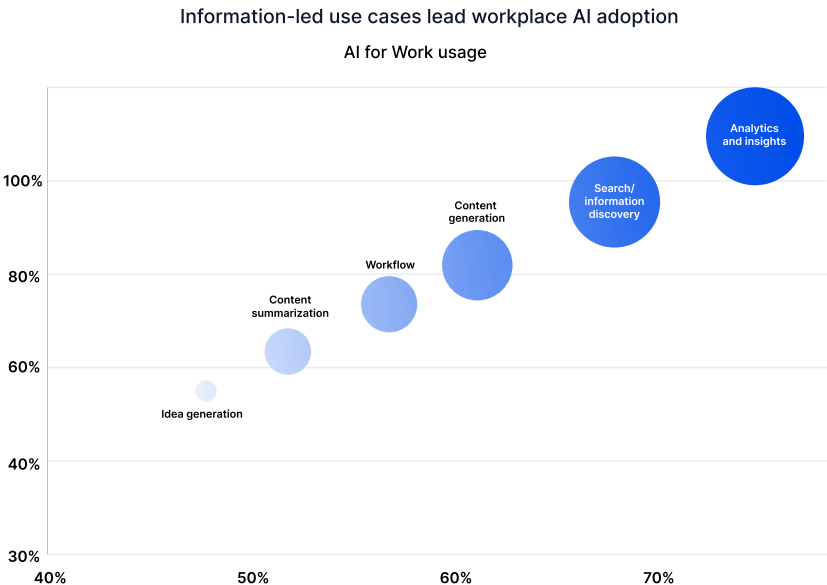 Information-led use cases lead workplace AI adoption
AI for Work usage
Analytics
and insights
100%
Search/
information
discovery
Content
generation
80%
Workflow
Content
summarization
60%
Idea generation
40%
30%
40%
50%
60%
70%